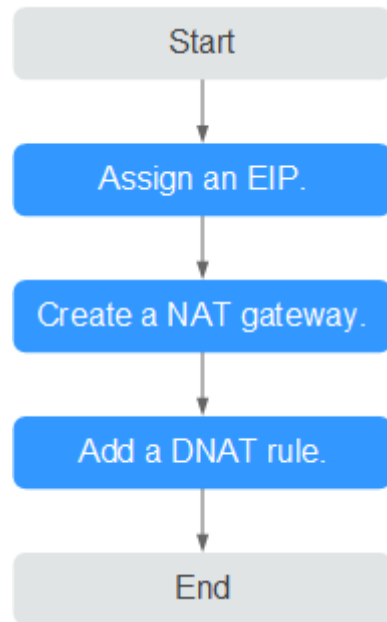 Start
Assign an EIP.
Create a NAT gateway.
Add a DNAT rule.
End